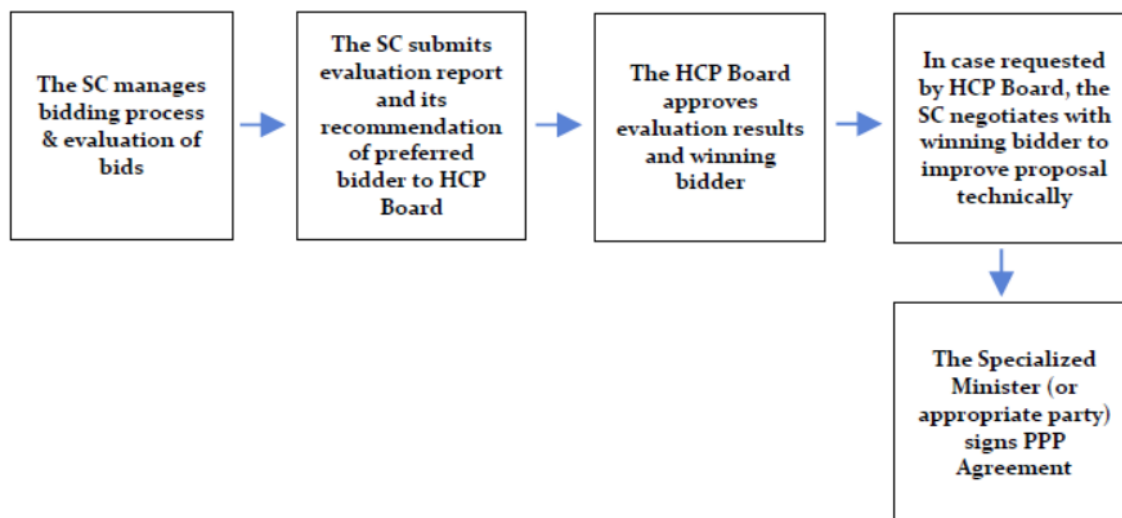 The SC manages
bidding process
& evaluation of
bids
The SC submits
evaluation report
and its
recommendation
of preferred
bidder to HCP
Board
The HCP Board
approves
evaluation results
and winning
bidder
In case requested
by HCP Board, the
SC negotiates with
winning bidder to
improve proposal
technically
The Specialized
Minister (or
appropriate party)
signs PPP
Agreement